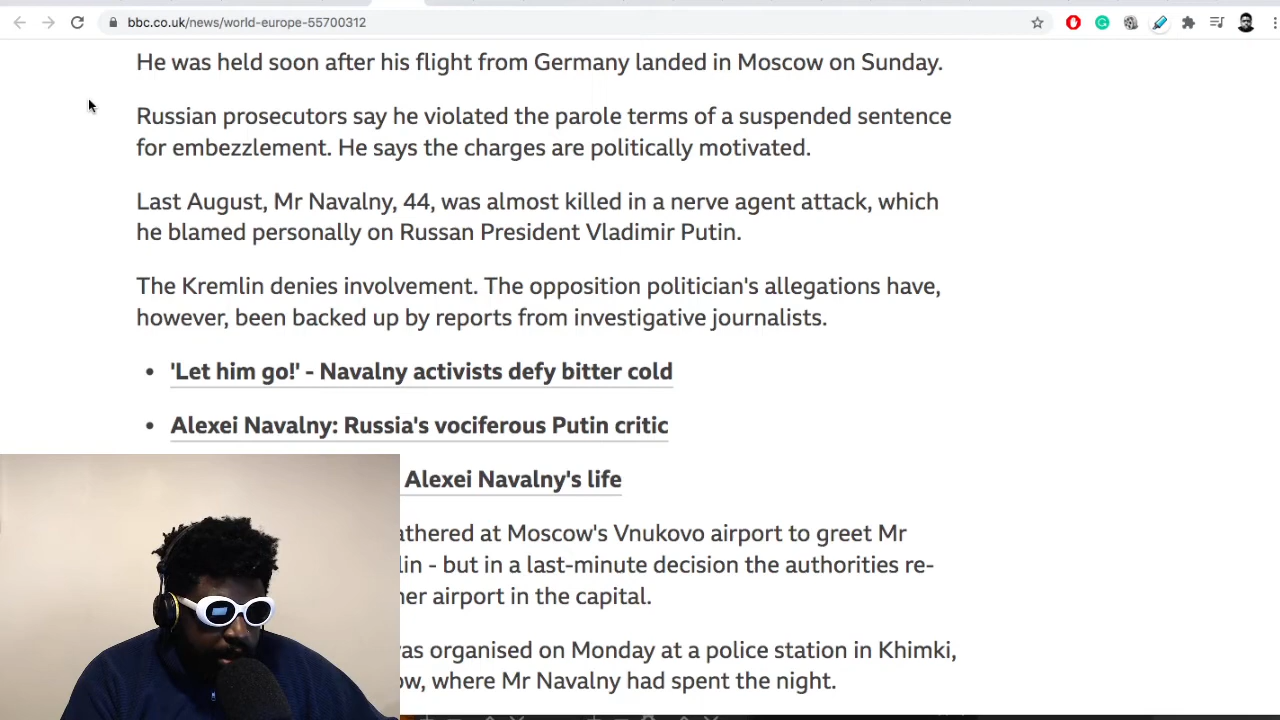 bbc.co.uk/news/world-europe-55700312
He was held soon after his flight from Germany landed in Moscow on Sunday.
Russian prosecutors say he violated the parole terms of a suspended sentence
for embezzlement. He says the charges are politically motivated.
Last August, Mr Navalny, 44, was almost killed in a nerve agent attack, which
he blamed personally on Russan President Vladimir Putin.
The Kremlin denies involvement. The opposition politician's allegations have,
however, been backed up by reports from investigative journalists.
'Let him go!' - Navalny activists defy bitter cold
Alexei Navalny: Russia's vociferous Putin critic
Alexei Navalny's life
athered at Moscow's Vnukovo airport to greet Mr
lin - but in a last-minute decision the authorities re-
her airport in the capital.
as organised on Monday at a police station in Khimki,
ow, where Mr Navalny had spent the night.